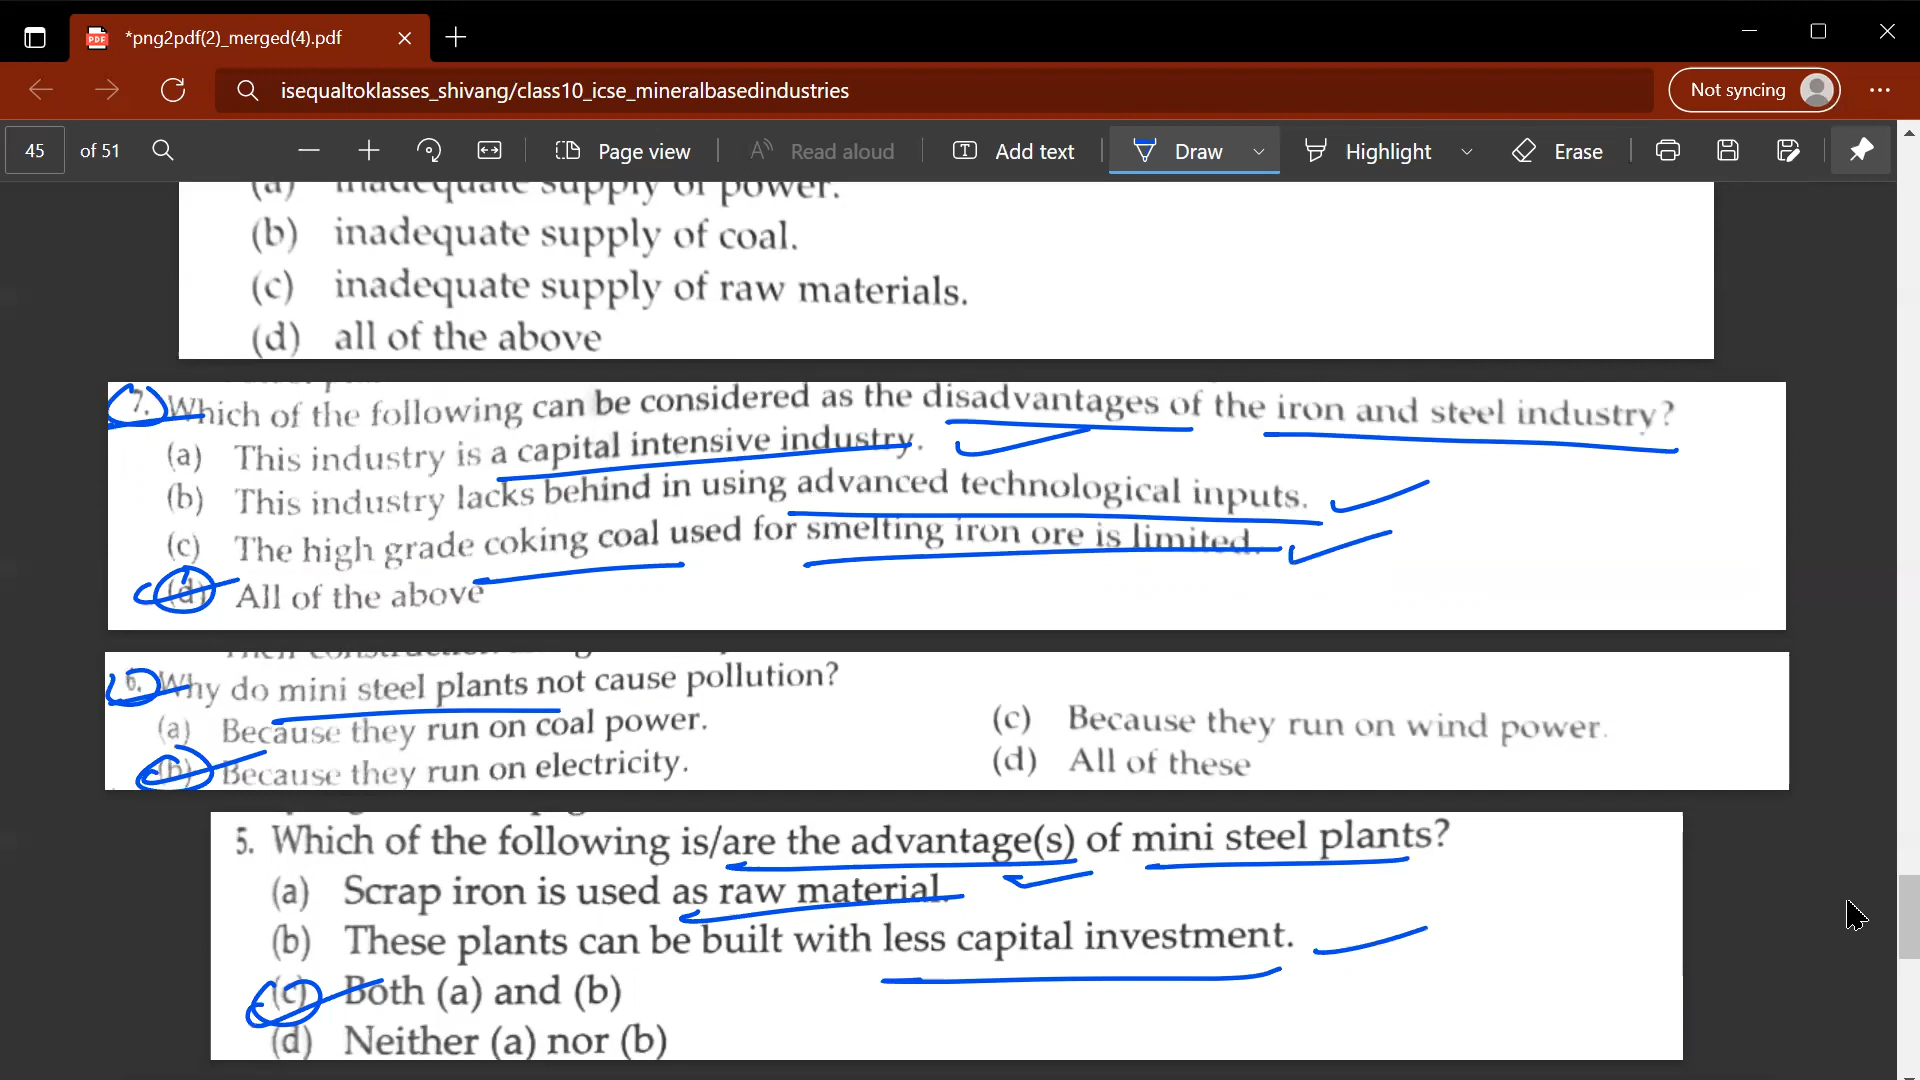 *png2pdf(2)_merged(4).pdf
isequaltoklasses_shivang/class10_icse_mineralbasedindustries
Not syncing
45 of 51
Page view
Read aloud
Add text
Draw
Highlight
Erase
(a) inadequate supply of power.
(b) inadequate supply of coal.
(c) inadequate supply of raw materials.
(d) all of the above
7. Which of the following can be considered as the disadvantages of the iron and steel industry?
(a) This industry is a capital intensive industry.
(b) This industry lacks behind in using advanced technological inputs.
(c) The high grade coking coal used for smelting iron ore is limited.
(d) All of the above
6. Why do mini steel plants not cause pollution?
(a) Because they run on coal power.
(b) Because they run on electricity.
(c) Because they run on wind power.
(d) All of these
5. Which of the following is/are the advantage(s) of mini steel plants?
(a) Scrap iron is used as raw material.
(b) These plants can be built with less capital investment.
(c) Both (a) and (b)
(d) Neither (a) nor (b)